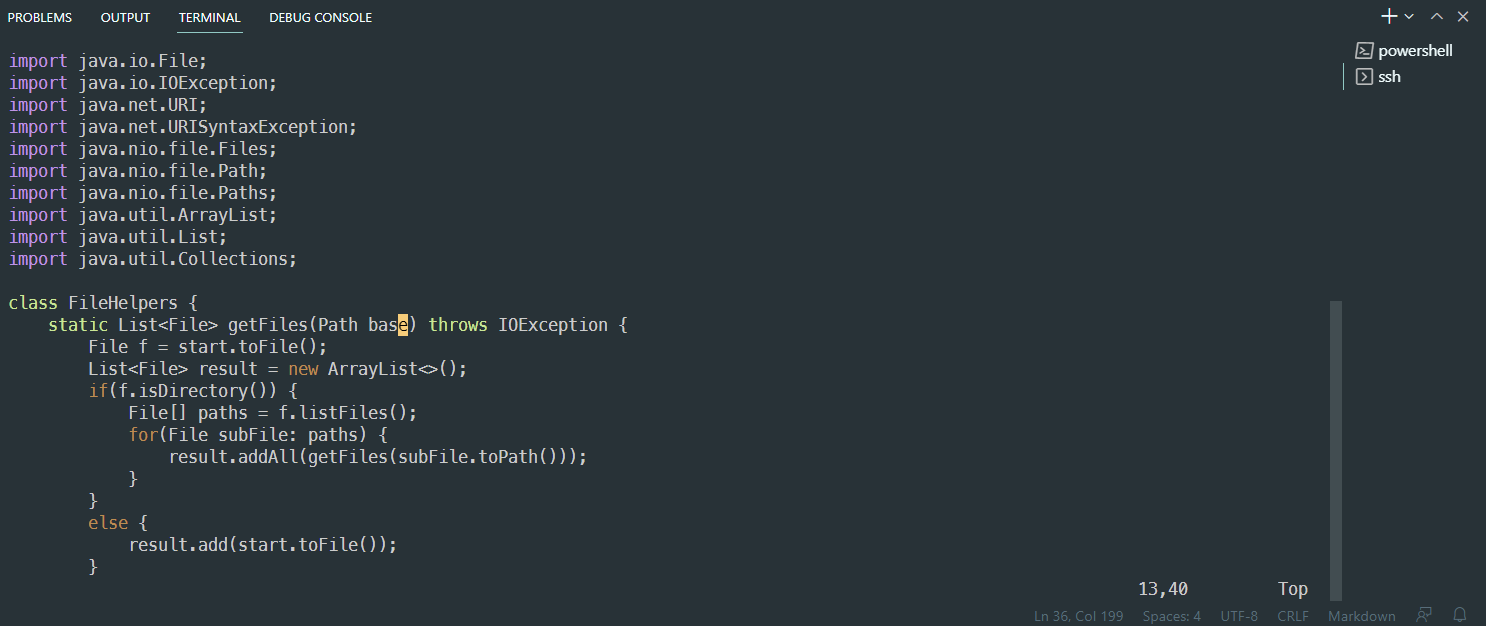 PROBLEMS OUTPUT TERMINAL DEBUG CONSOLE
powershell
ssh
import java.io.File;
import java.io.IOException;
import java.net.URI;
import java.net.URISyntaxException;
import java.nio.file.Files;
import java.nio.file.Path;
import java.nio.file.Paths;
import java.util.ArrayList;
import java.util.List;
import java.util.Collections;

class FileHelpers {
    static List<File> getFiles(Path base) throws IOException {
        File f = start.toFile();
        List<File> result = new ArrayList<>();
        if(f.isDirectory()) {
            File[] paths = f.listFiles();
            for(File subFile: paths) {
                result.addAll(getFiles(subFile.toPath()));
            }
        }
        else {
            result.add(start.toFile());
        }
13,40 Top
Ln 36, Col 199 Spaces: 4 UTF-8 CRLF Markdown